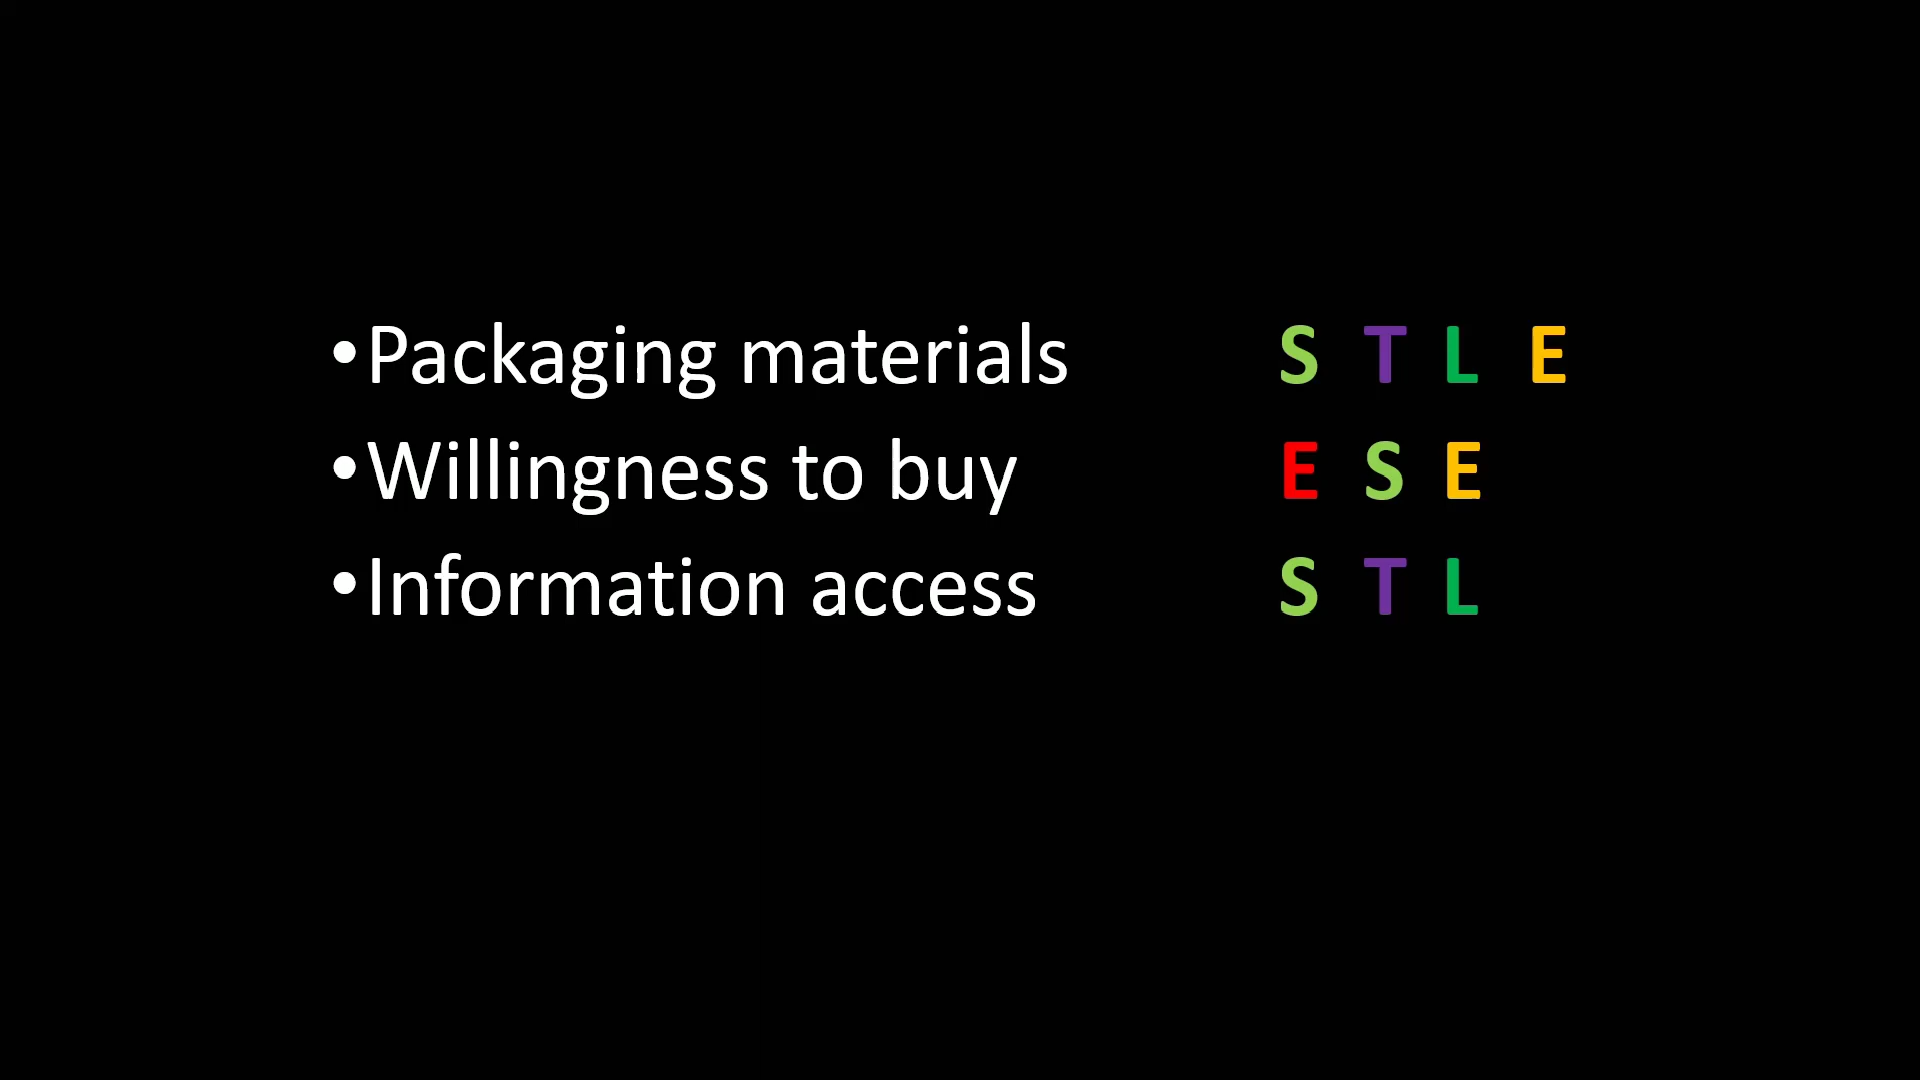 •Packaging materials S T L E
•Willingness to buy E S E
•Information access S T L